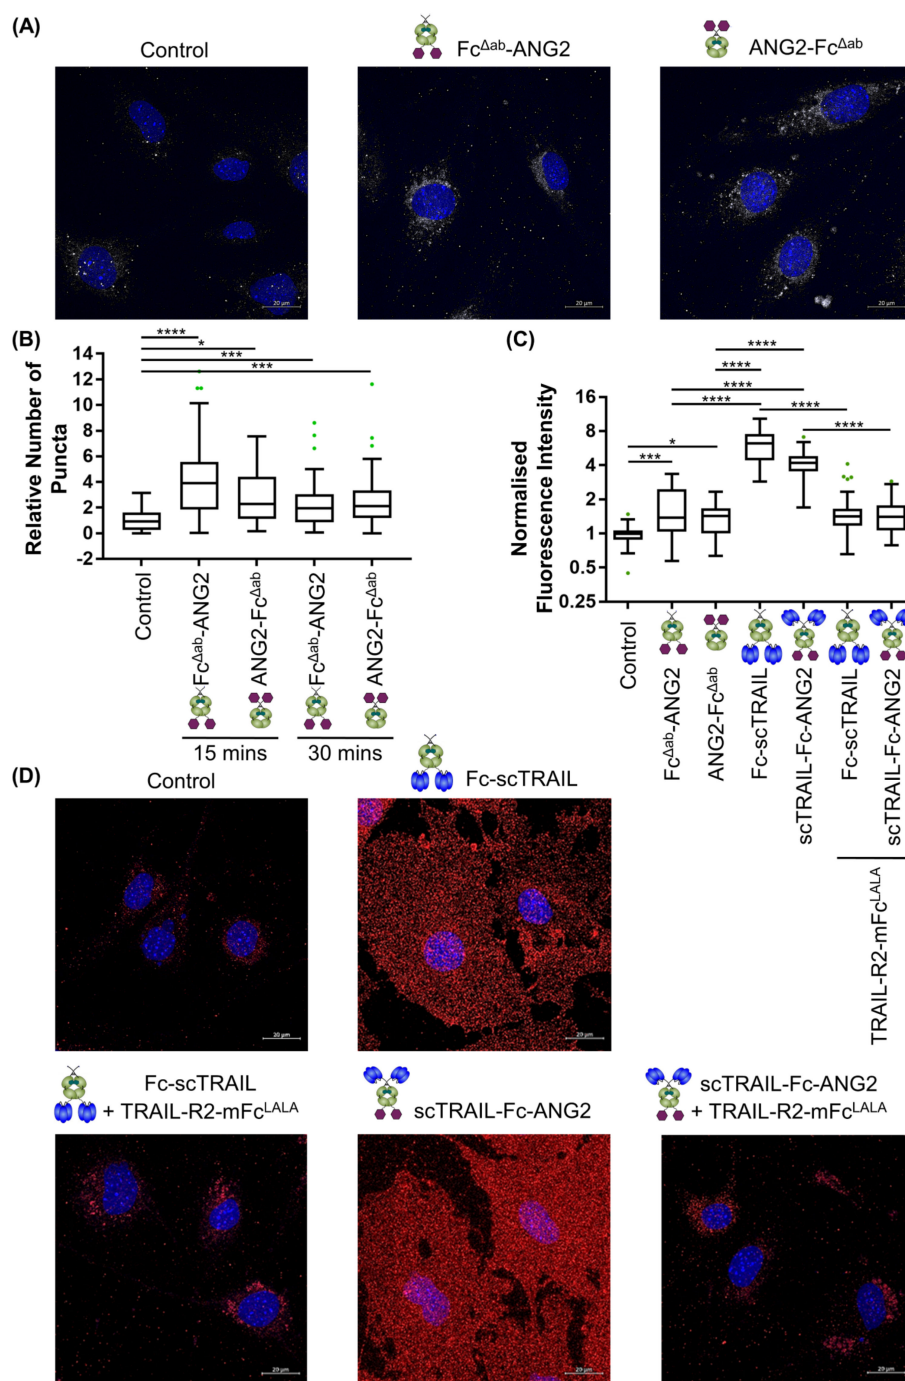 (A)
Control
Fc^Δab-ANG2
ANG2-Fc^Δab
20 µm
20 µm
20 µm
(B)
Relative Number of
Puncta
14
12
10
8
6
4
2
0
-2
****
*
***
***
Control
Fc^Δab-ANG2
ANG2-Fc^Δab
Fc^Δab-ANG2
ANG2-Fc^Δab
15 mins
30 mins
(C)
Normalised
Fluorescence Intensity
16
8
4
2
1
0.5
0.25
****
****
****
****
****
****
*
***
Control
Fc^Δab-ANG2
ANG2-Fc^Δab
Fc-scTRAIL
scTRAIL-Fc-ANG2
Fc-scTRAIL
scTRAIL-Fc-ANG2
TRAIL-R2-mFc^LALA
(D)
Control
Fc-scTRAIL
20 µm
20 µm
Fc-scTRAIL
+ TRAIL-R2-mFc^LALA
scTRAIL-Fc-ANG2
scTRAIL-Fc-ANG2
+ TRAIL-R2-mFc^LALA
20 µm
20 µm
20 µm